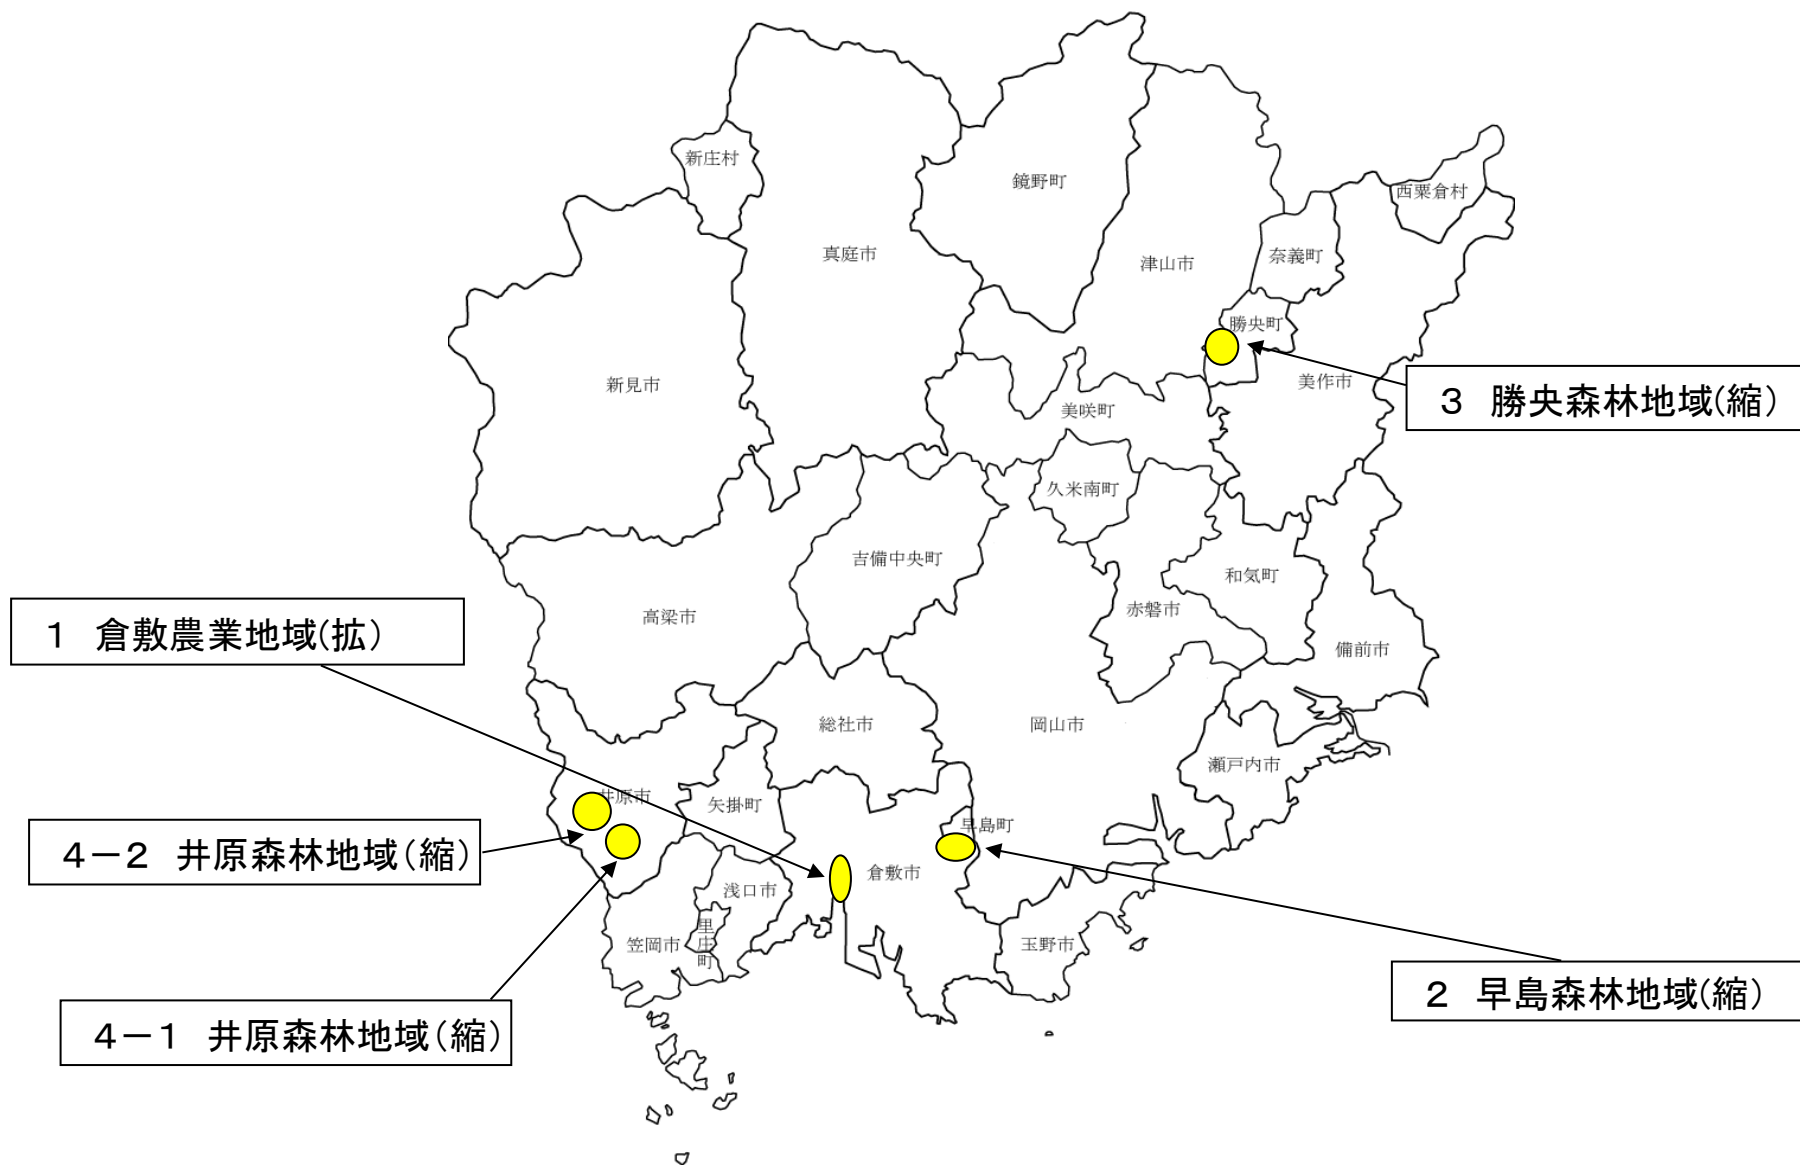 新庄村
鏡野町
西粟倉村
真庭市
津山市
奈義町
勝央町
新見市
美作市
３　勝央森林地域(縮)
美咲町
久米南町
吉備中央町
和気町
高梁市
赤磐市
１　倉敷農業地域(拡)
備前市
総社市
岡山市
瀬戸内市
井原市
矢掛町
早島町
４－２　井原森林地域(縮)
倉敷市
浅口市
里庄町
笠岡市
玉野市
２　早島森林地域(縮)
４－１　井原森林地域(縮)